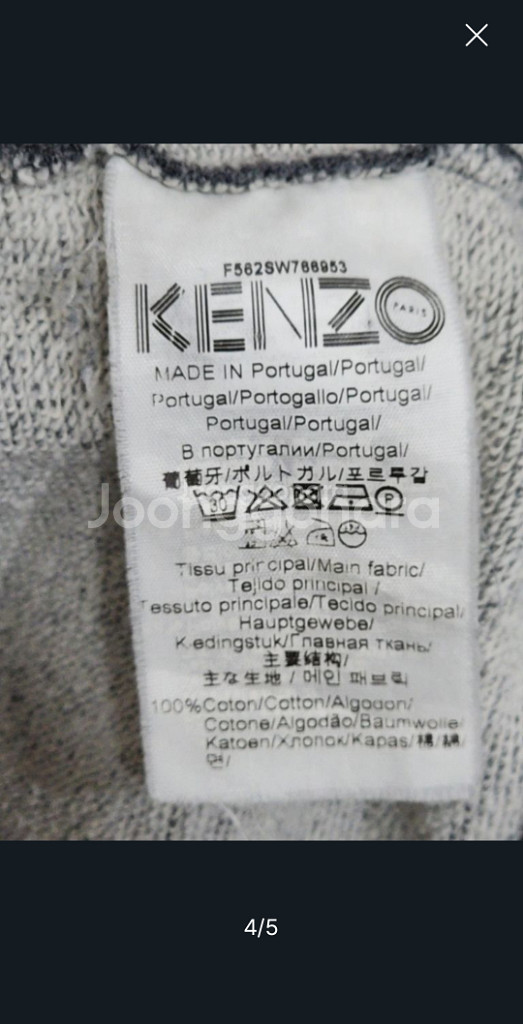 F562SW766953
KENZO
PARIS
MADE IN Portugal/Portugal/
Portugal/Portogallo/Portugal/
Portugal/Portugal/
В португалии/Portugal/
葡萄牙/ポルトガル/포르투갈
30 P
Joongonara
Tissu principal/Main fabric/
Tejido principal /
Tessuto principale/Tecido principal/
Hauptgewebe/
Kledingstuk/Главная ткань/
主要结构/
主な生地 / 메인 패브릭
100%Coton/Cotton/Algodon/
Cotone/Algodão/Baumwolle/
Katoen/Хлопок/Kapas/棉/綿/
면/
4/5